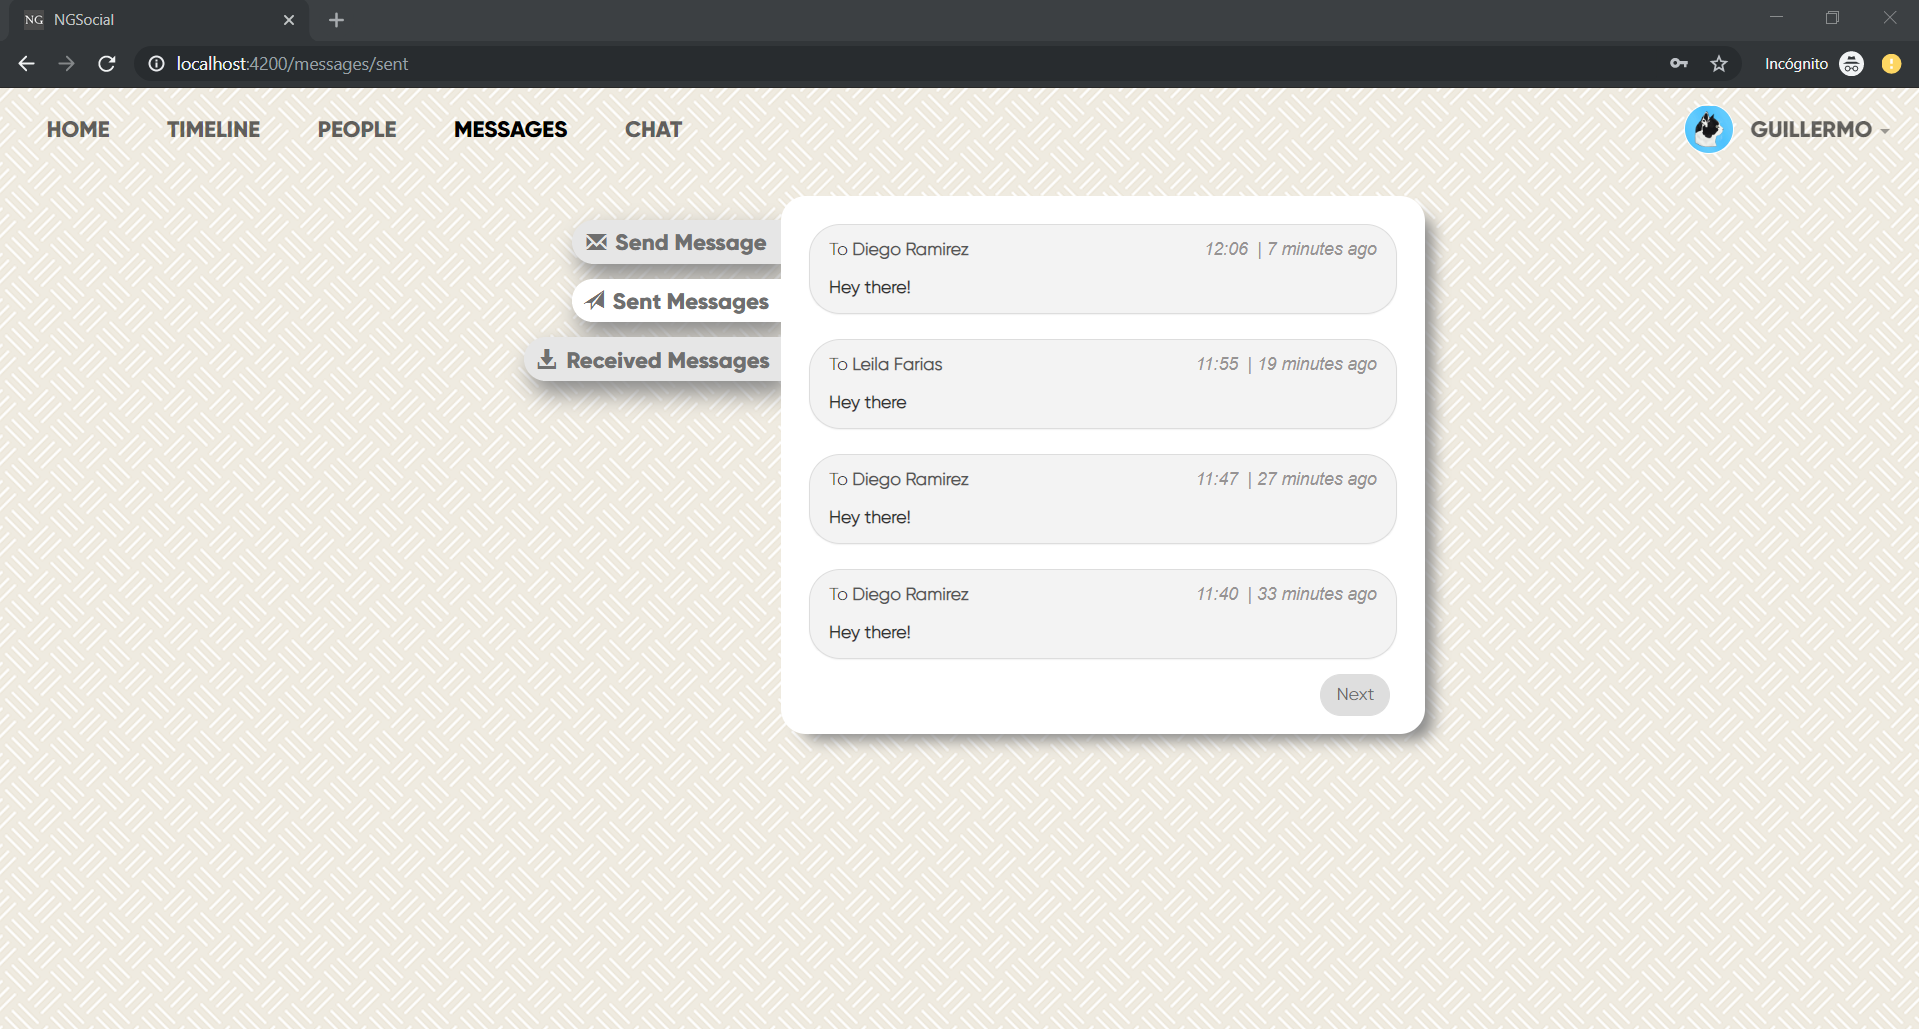 NG NGSocial
localhost:4200/messages/sent
Incógnito
HOME TIMELINE PEOPLE MESSAGES CHAT
GUILLERMO
Send Message
Sent Messages
Received Messages
To Diego Ramirez 12:06 | 7 minutes ago
Hey there!
To Leila Farias 11:55 | 19 minutes ago
Hey there
To Diego Ramirez 11:47 | 27 minutes ago
Hey there!
To Diego Ramirez 11:40 | 33 minutes ago
Hey there!
Next